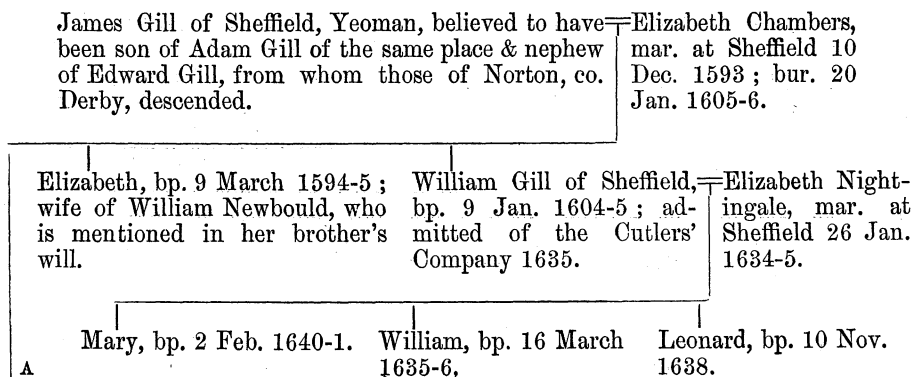 James Gill of Sheffield, Yeoman, believed to have
been son of Adam Gill of the same place & nephew
of Edward Gill, from whom those of Norton, co.
Derby, descended.
Elizabeth Chambers,
mar. at Sheffield 10
Dec. 1593 ; bur. 20
Jan. 1605-6.
Elizabeth, bp. 9 March 1594-5 ;
wife of William Newbould, who
is mentioned in her brother's
will.
William Gill of Sheffield,
bp. 9 Jan. 1604-5 ; ad-
mitted of the Cutlers'
Company 1635.
Elizabeth Night-
ingale, mar. at
Sheffield 26 Jan.
1634-5.
Mary, bp. 2 Feb. 1640-1.
William, bp. 16 March
1635-6,
Leonard, bp. 10 Nov.
1638.
A